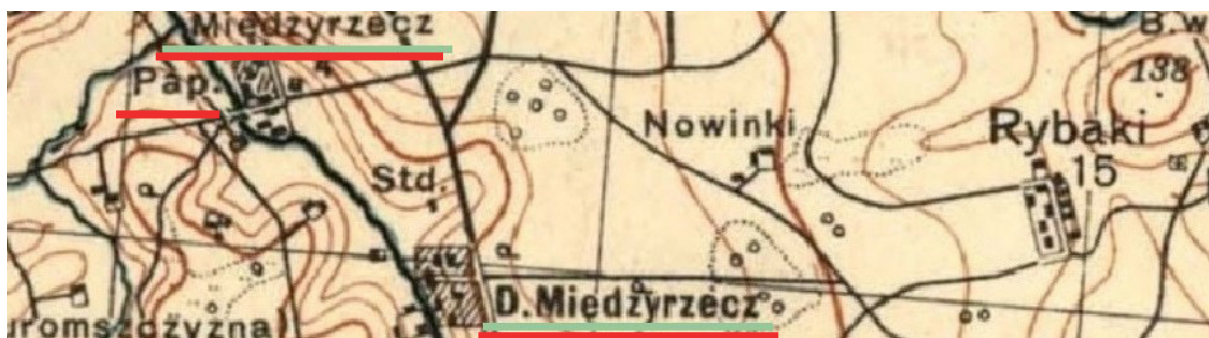 Międzyrzecz
B.w
Pap.
138
Nowinki
Rybaki
15
Std.
D.Międzyrzecz
uromszczyzna)